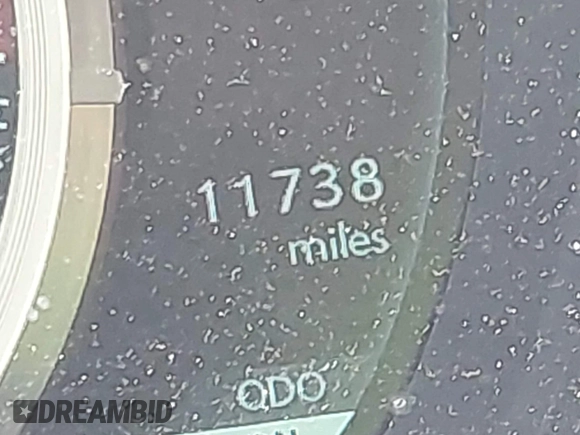 11738
miles
ODO
DREAMBID